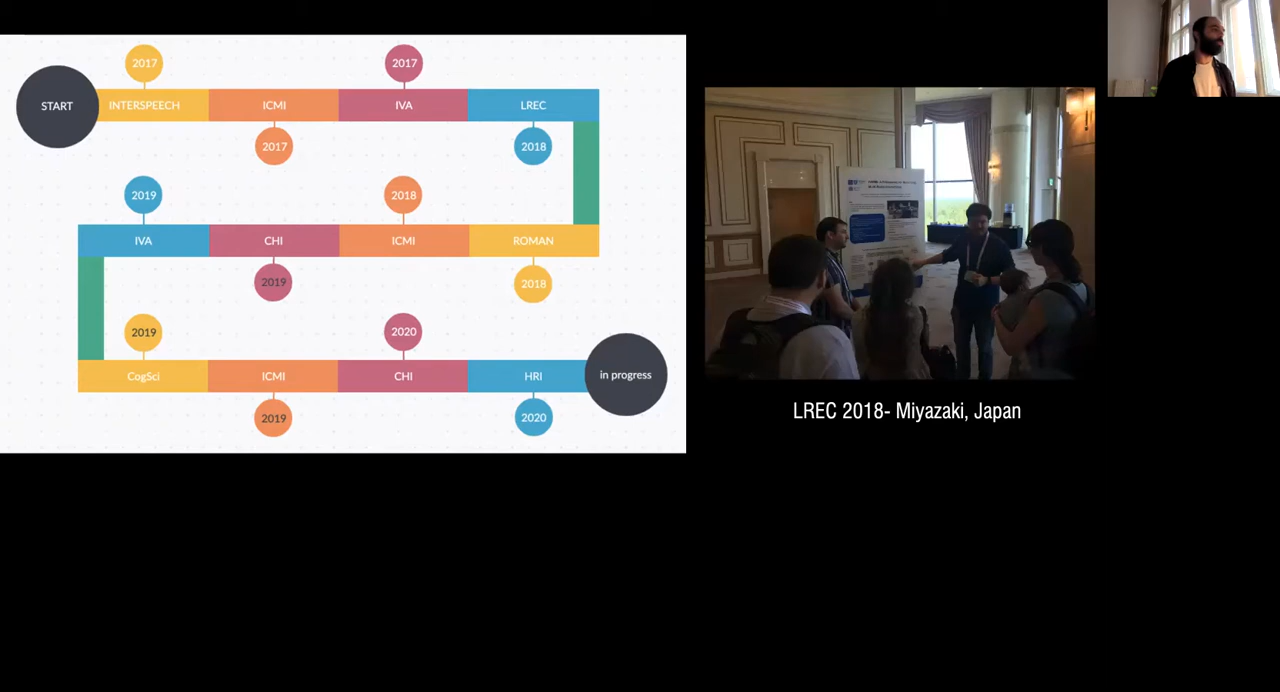 2017
2017
START
INTERSPEECH
ICMI
IVA
LREC
2017
2018
2019
2018
IVA
CHI
ICMI
ROMAN
2019
2018
2019
2020
CogSci
ICMI
CHI
HRI
in progress
2019
2020
LREC 2018- Miyazaki, Japan